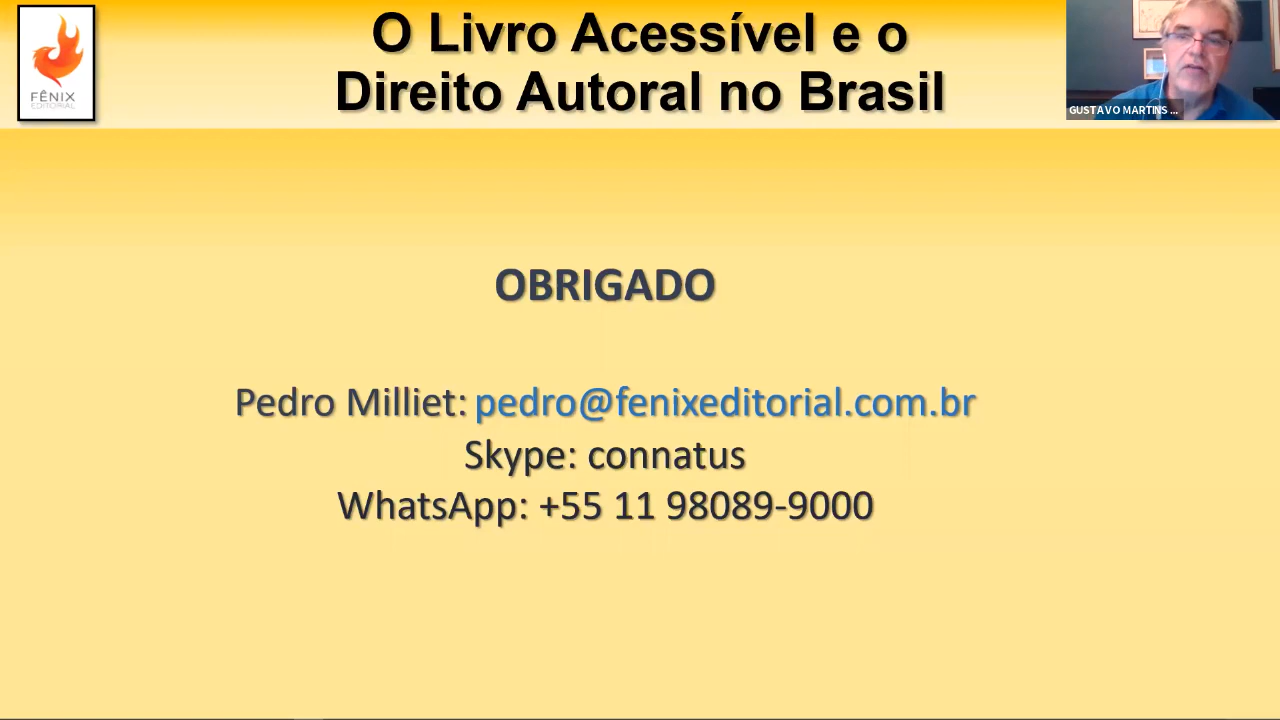 O Livro Acessível e o
Direito Autoral no Brasil
FÊNIX
EDITORIAL
GUSTAVO MARTINS ...
OBRIGADO
Pedro Milliet: pedro@fenixeditorial.com.br
Skype: connatus
WhatsApp: +55 11 98089-9000